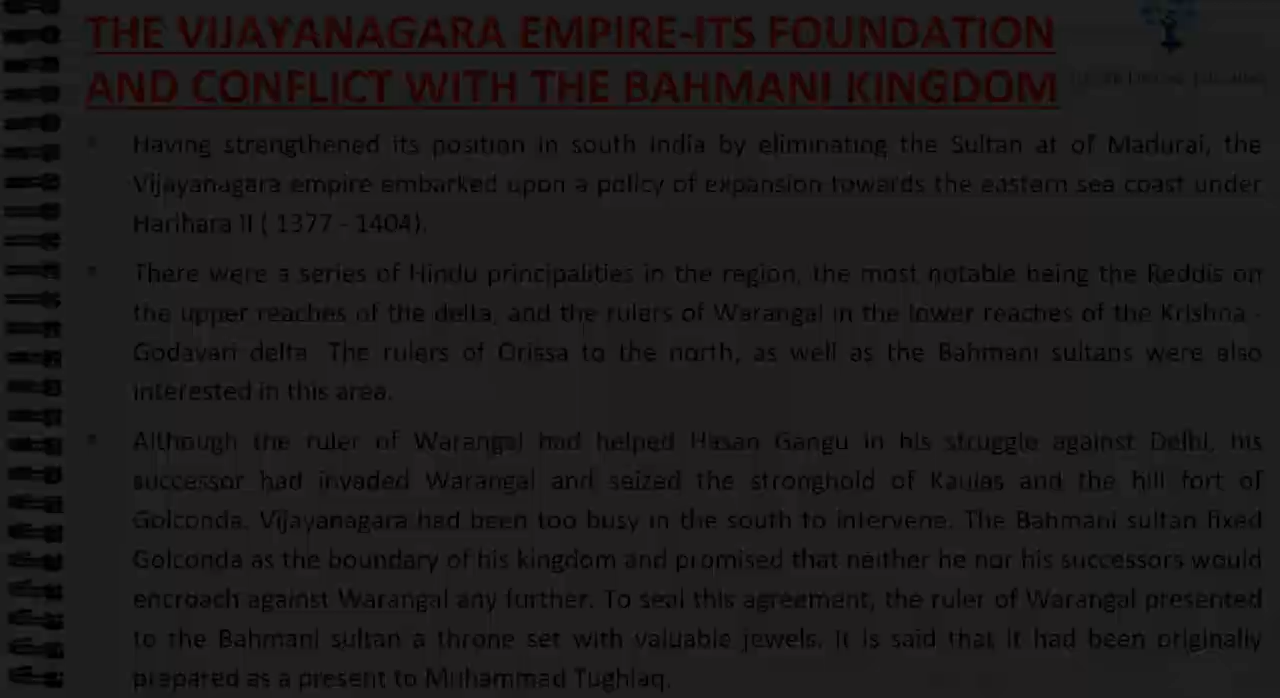 THE VIJAYANAGARA EMPIRE-ITS FOUNDATION
AND CONFLICT WITH THE BAHMANI KINGDOM
Having strengthened its position in south India by eliminating the Sultan at of Madurai, the
Vijayanagara empire embarked upon a policy of expansion towards the eastern sea coast under
Harihara II ( 1377 - 1404).
There were a series of Hindu principalities in the region, the most notable being the Reddis on
the upper reaches of the delta, and the rulers of Warangal in the lower reaches of the Krishna -
Godavari delta. The rulers of Orissa to the north, as well as the Bahmani sultans were also
interested in this area.
Although the ruler of Warangal had helped Hasan Gangu in his struggle against Delhi, his
successor had invaded Warangal and seized the stronghold of Kaulas and the hill fort of
Golconda. Vijayanagara had been too busy in the south to intervene. The Bahmani sultan fixed
Golconda as the boundary of his kingdom and promised that neither he nor his successors would
encroach against Warangal any further. To seal this agreement, the ruler of Warangal presented
to the Bahmani sultan a throne set with valuable jewels. It is said that it had been originally
prepared as a present to Muhammad Tughlaq.